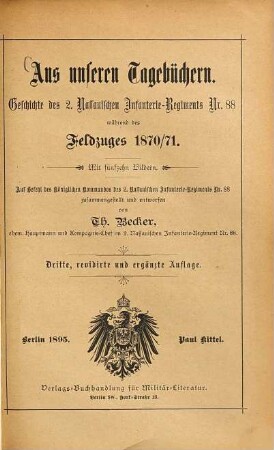 Aus unseren Tagebüchern.
Geschichte des 2. Nassauischen Infanterie-Regiments Nr. 88
während des
Feldzuges 1870/71.
Mit fünfzehn Bildern.
Auf Befehl des Königlichen Kommandos des 2. Nassauischen Infanterie-Regiments Nr. 88
zusammengestellt und entworfen
von
Th. Becker,
ehem. Hauptmann und Kompagnie-Chef im 2. Nassauischen Infanterie-Regiment Nr. 88.
Dritte, revidirte und ergänzte Auflage.
Berlin 1895. Paul Kittel.
Verlags-Buchhandlung für Militär-Literatur.
Berlin SW.